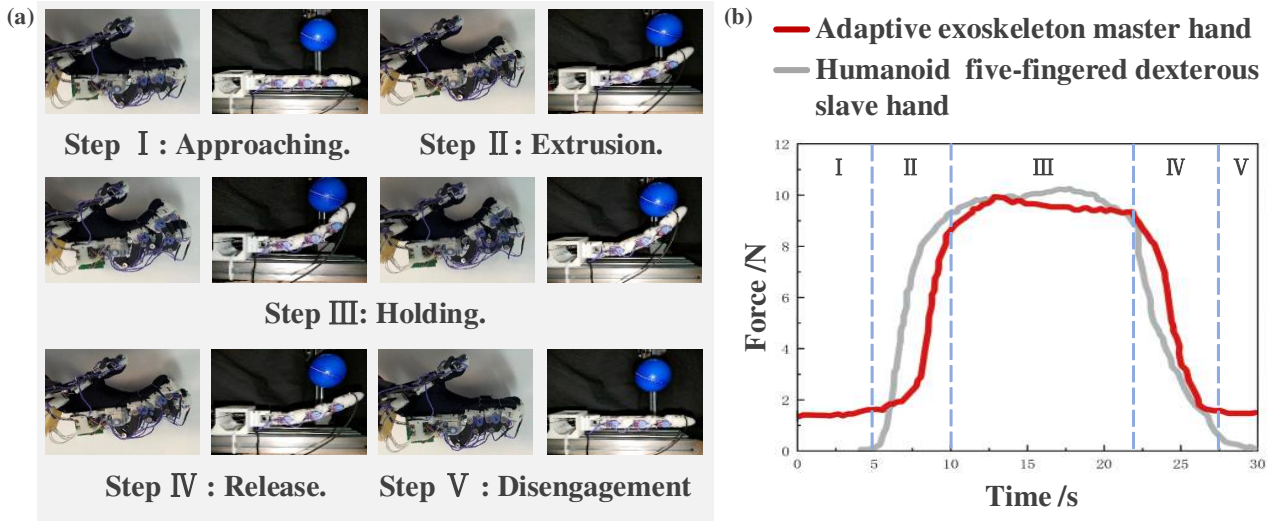 (a)
Step Ⅰ : Approaching.
Step Ⅱ : Extrusion.
Step Ⅲ: Holding.
Step Ⅳ : Release.
Step Ⅴ : Disengagement
(b)
Adaptive exoskeleton master hand
Humanoid five-fingered dexterous
slave hand
Force /N
12
10
8
6
4
2
0
Ⅰ
Ⅱ
Ⅲ
Ⅳ
Ⅴ
0 5 10 15 20 25 30
Time /s